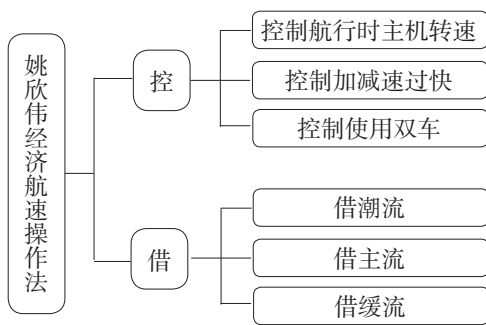 姚欣伟经济航速操作法
控
控制航行时主机转速
控制加减速过快
控制使用双车
借
借潮流
借主流
借缓流